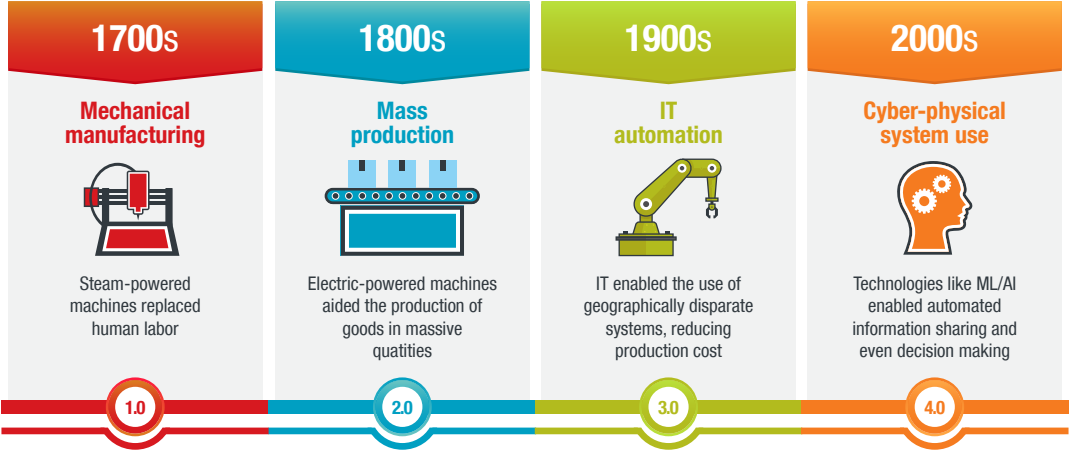 1700s
Mechanical
manufacturing
Steam-powered
machines replaced
human labor
1.0
1800s
Mass
production
Electric-powered machines
aided the production of
goods in massive
quatities
2.0
1900s
IT
automation
IT enabled the use of
geographically disparate
systems, reducing
production cost
3.0
2000s
Cyber-physical
system use
Technologies like ML/AI
enabled automated
information sharing and
even decision making
4.0